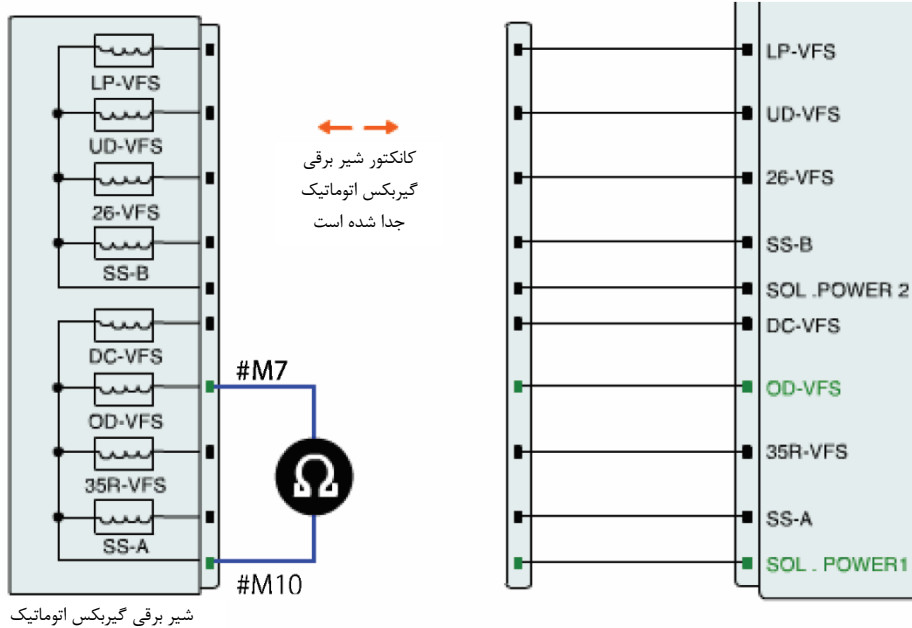 LP-VFS
UD-VFS
26-VFS
SS-B
DC-VFS
OD-VFS
35R-VFS
SS-A
#M7
Ω
#M10
کانکتور شیر برقی
گیربکس اتوماتیک
جدا شده است
LP-VFS
UD-VFS
26-VFS
SS-B
SOL .POWER 2
DC-VFS
OD-VFS
35R-VFS
SS-A
SOL . POWER1
شیر برقی گیربکس اتوماتیک